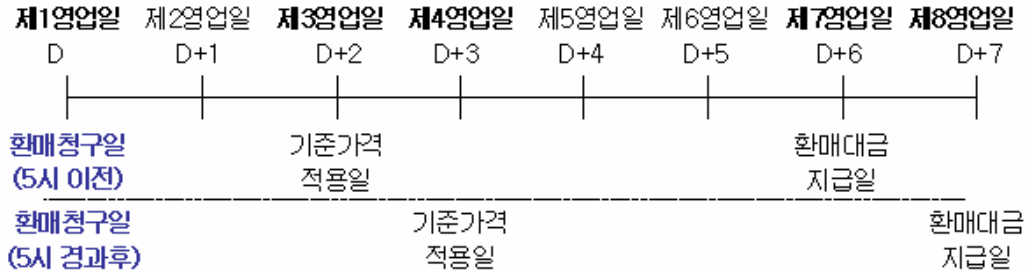 제1영업일 제2영업일 제3영업일 제4영업일 제5영업일 제6영업일 제7영업일 제8영업일
D D+1 D+2 D+3 D+4 D+5 D+6 D+7
환매청구일 기준가격 환매대금
(5시 이전) 적용일 지급일
환매청구일 기준가격 환매대금
(5시 경과후) 적용일 지급일